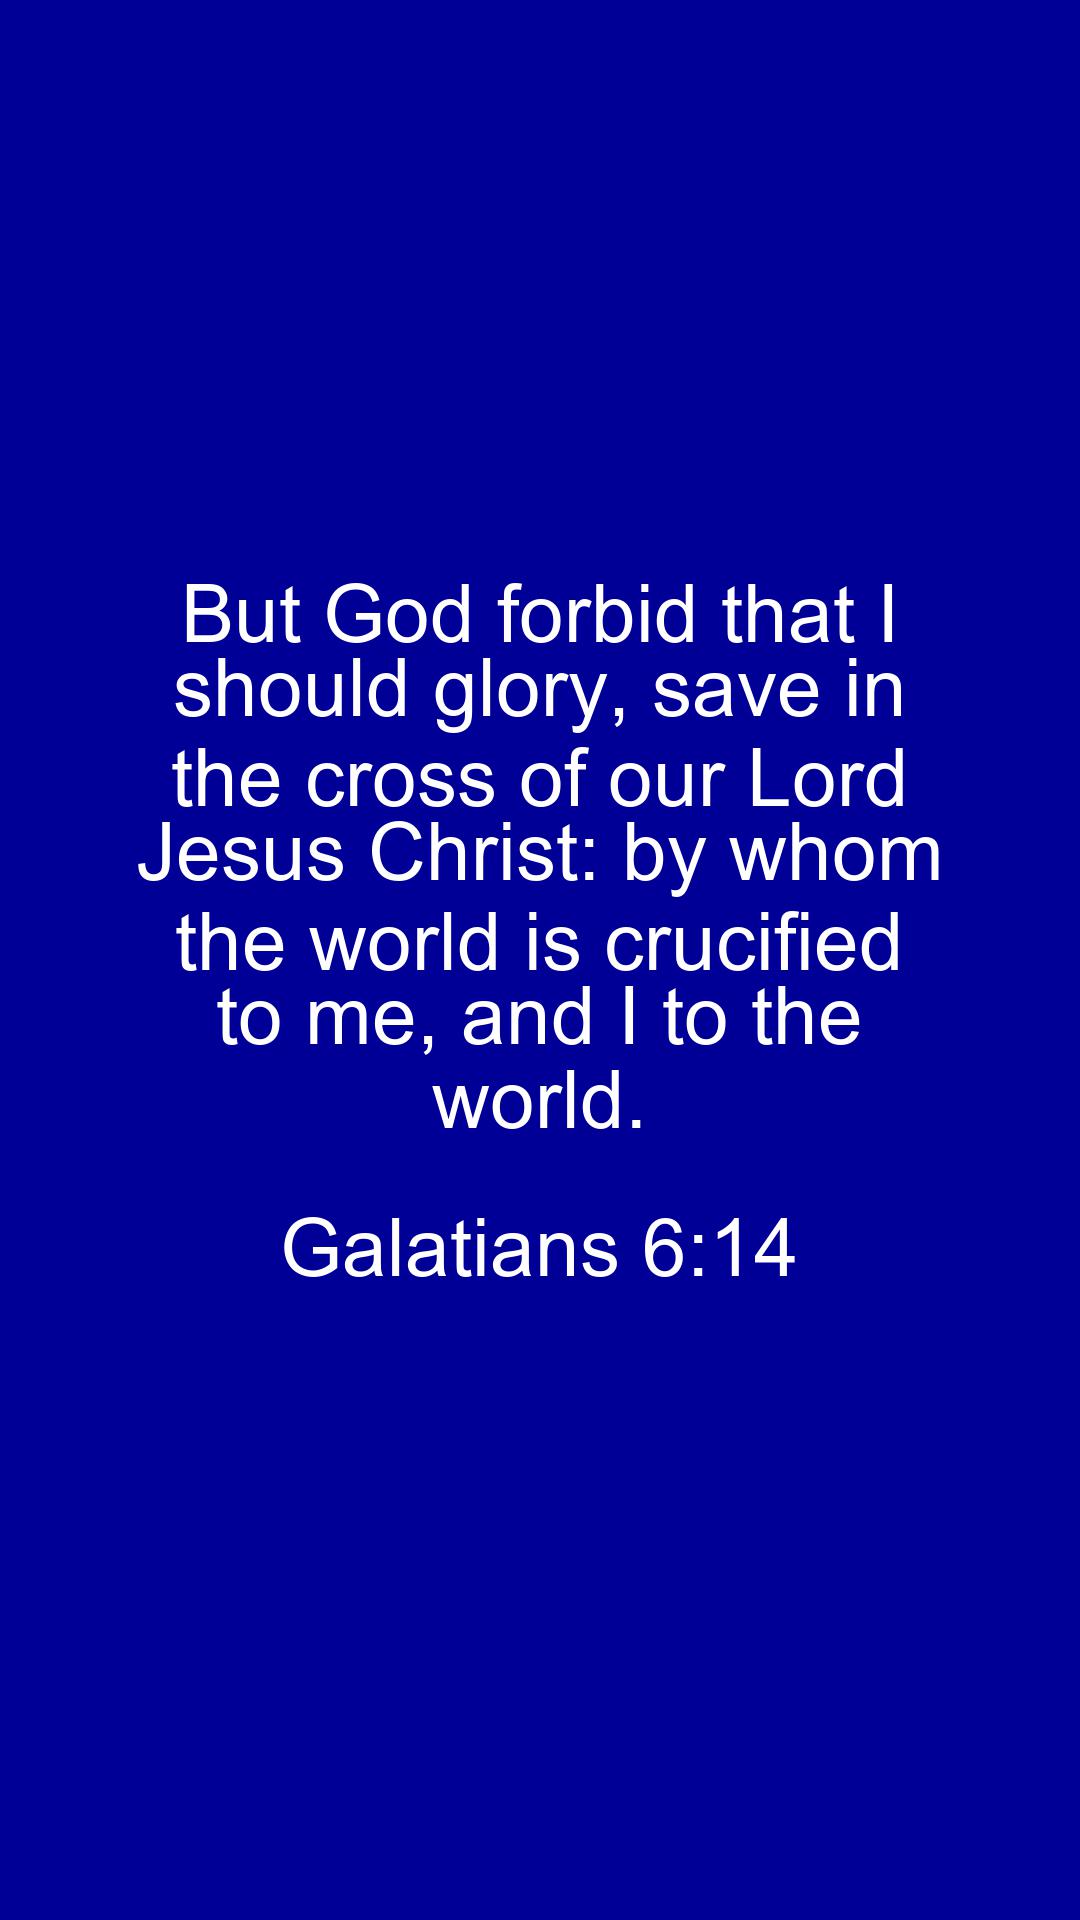 But God forbid that I
should glory, save in
the cross of our Lord
Jesus Christ: by whom
the world is crucified
to me, and I to the
world.
Galatians 6:14